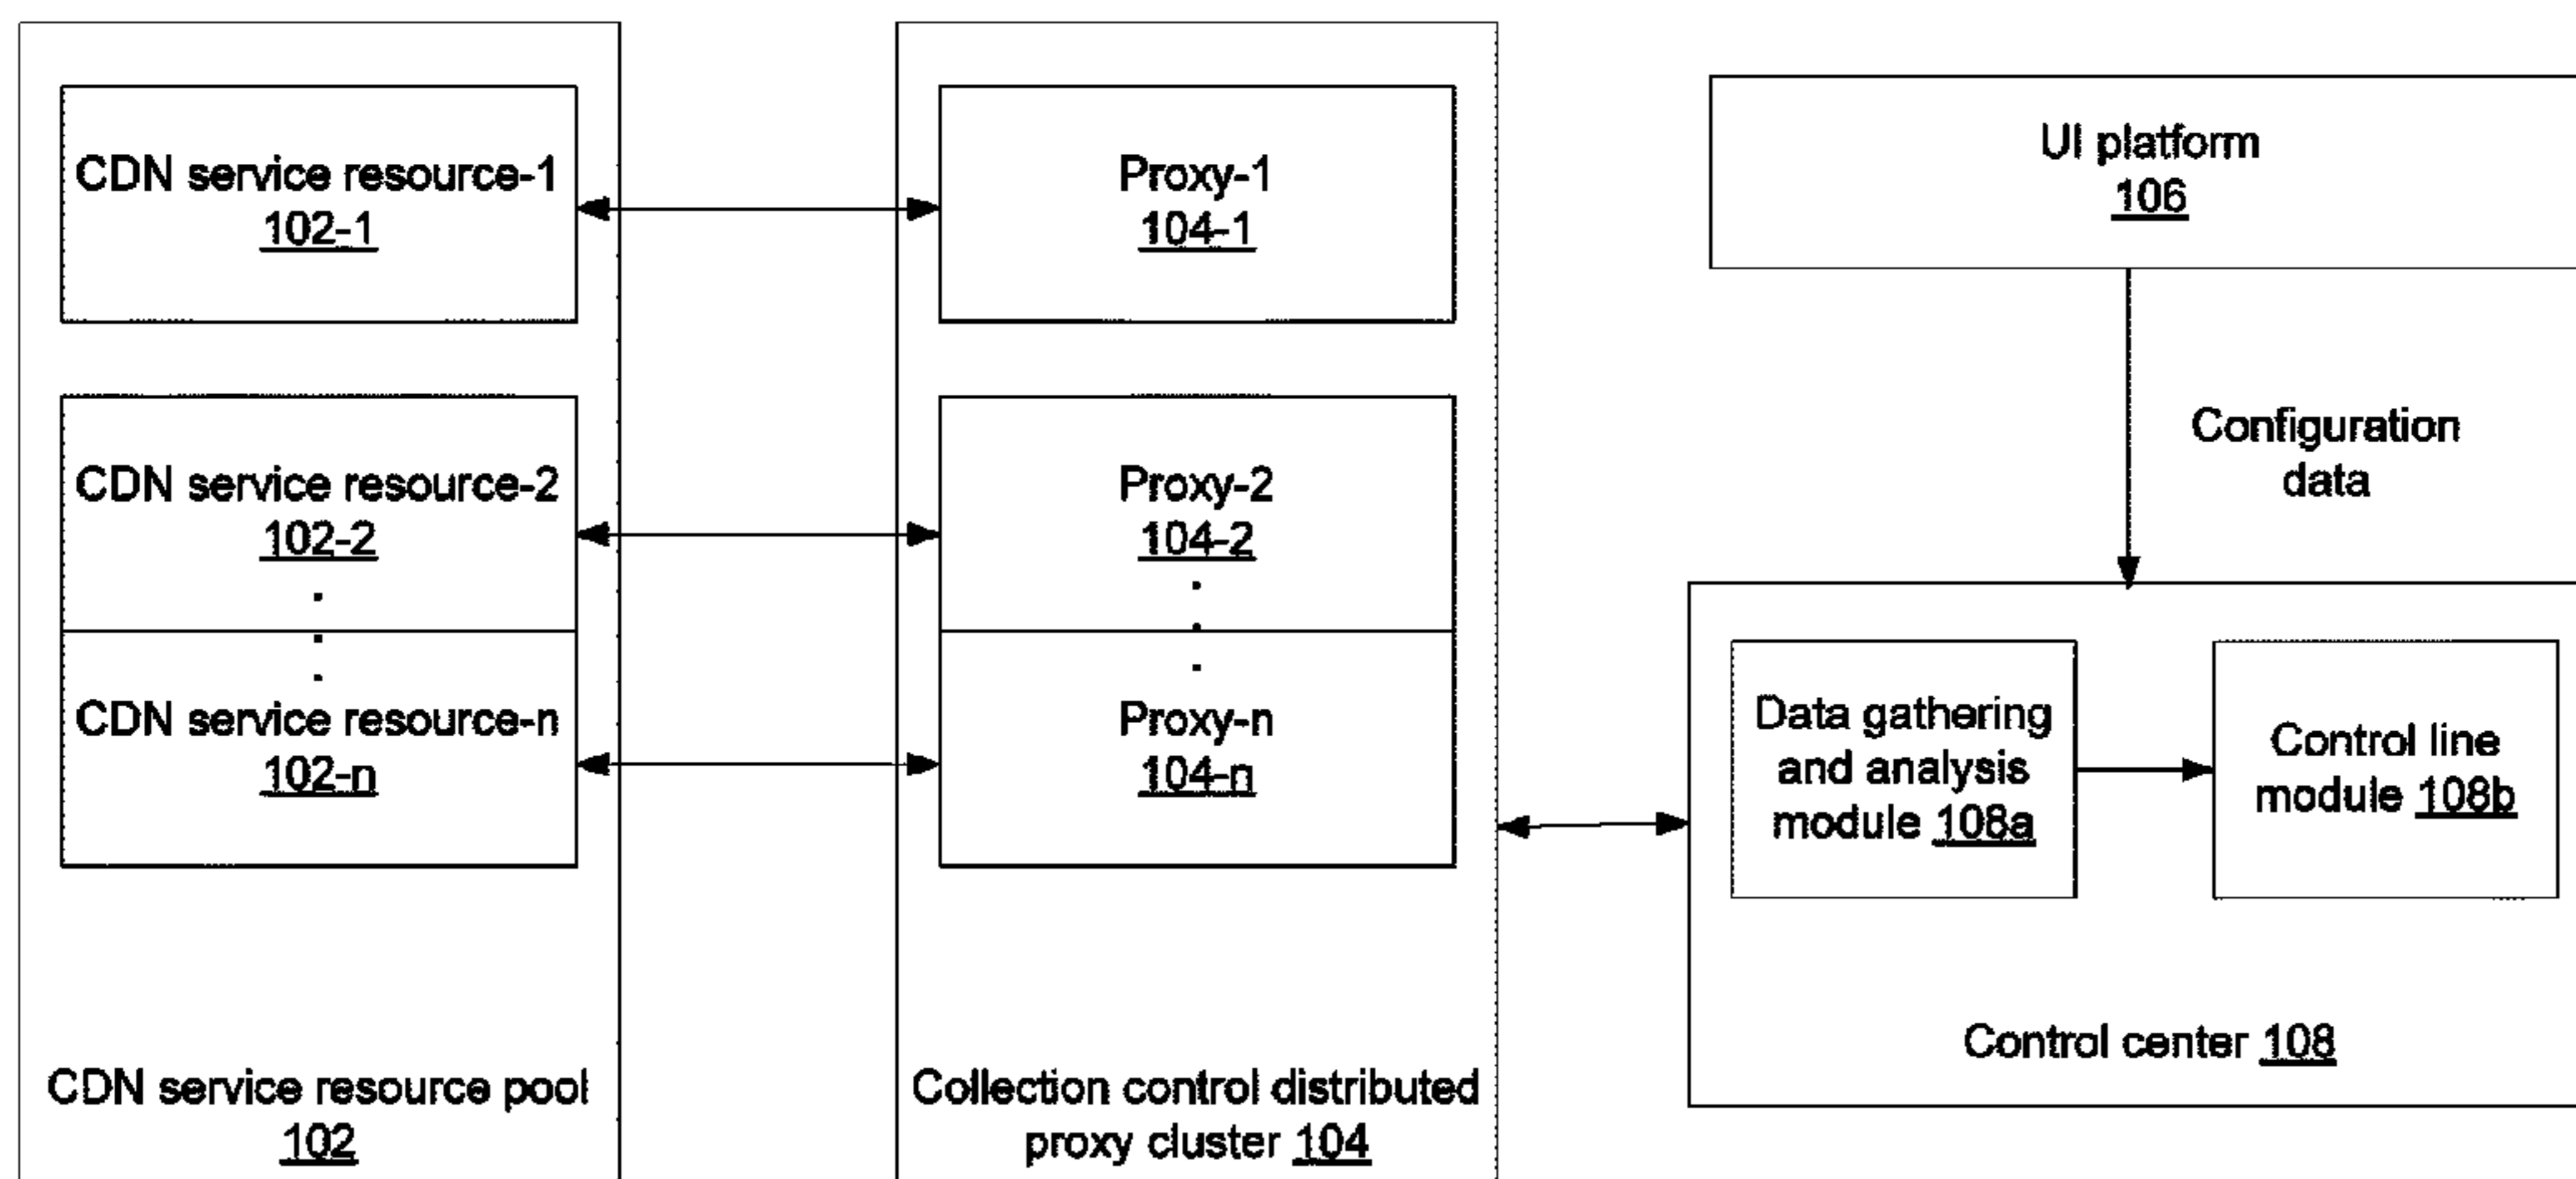 CDN service resource-1
102-1
CDN service resource-2
102-2
CDN service resource-n
102-n
CDN service resource pool
102
Proxy-1
104-1
Proxy-2
104-2
Proxy-n
104-n
Collection control distributed
proxy cluster 104
UI platform
106
Configuration
data
Data gathering
and analysis
module 108a
Control line
module 108b
Control center 108